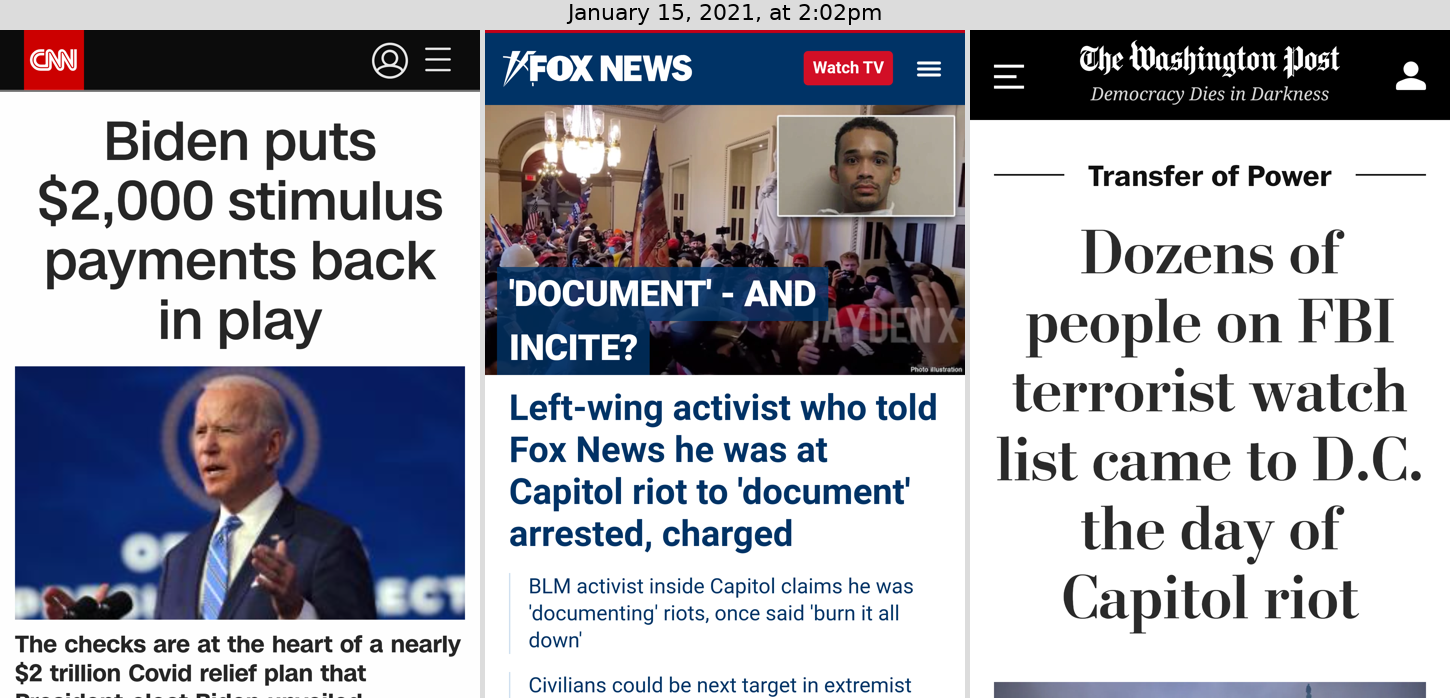 January 15, 2021, at 2:02pm
CNN
Biden puts
$2,000 stimulus
payments back
in play
The checks are at the heart of a nearly
$2 trillion Covid relief plan that
President-elect Biden unveiled
FOX NEWS
Watch TV
'DOCUMENT' - AND
INCITE?
JAYDENX
Photo illustration
Left-wing activist who told
Fox News he was at
Capitol riot to 'document'
arrested, charged
BLM activist inside Capitol claims he was
'documenting' riots, once said 'burn it all
down'
Civilians could be next target in extremist
The Washington Post
Democracy Dies in Darkness
Transfer of Power
Dozens of
people on FBI
terrorist watch
list came to D.C.
the day of
Capitol riot